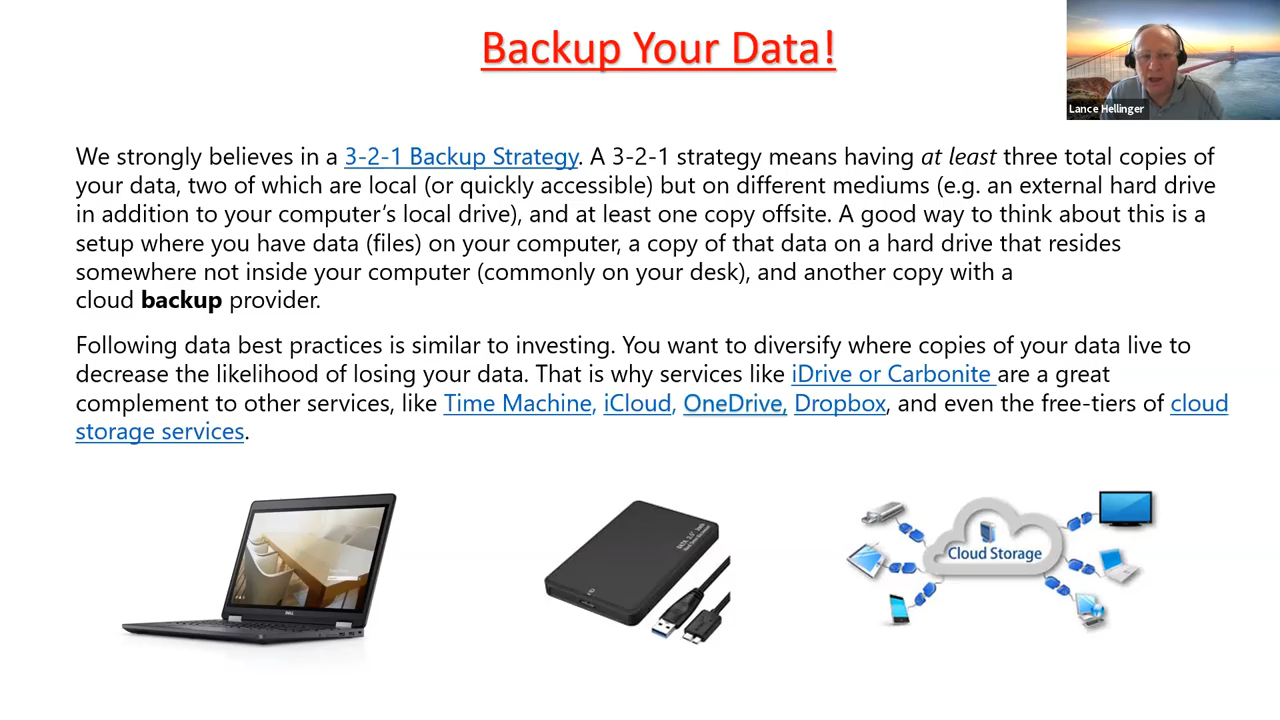 Backup Your Data!
Lance Hellinger
We strongly believes in a 3-2-1 Backup Strategy. A 3-2-1 strategy means having at least three total copies of
your data, two of which are local (or quickly accessible) but on different mediums (e.g. an external hard drive
in addition to your computer’s local drive), and at least one copy offsite. A good way to think about this is a
setup where you have data (files) on your computer, a copy of that data on a hard drive that resides
somewhere not inside your computer (commonly on your desk), and another copy with a
cloud backup provider.
Following data best practices is similar to investing. You want to diversify where copies of your data live to
decrease the likelihood of losing your data. That is why services like iDrive or Carbonite are a great
complement to other services, like Time Machine, iCloud, OneDrive, Dropbox, and even the free-tiers of cloud
storage services.
DELL
Cloud Storage